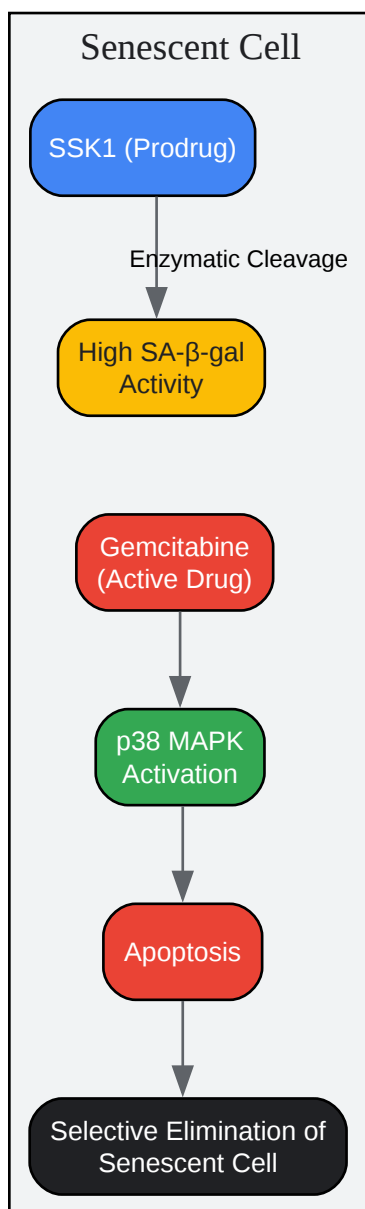 Senescent Cell
SSK1 (Prodrug)
Enzymatic Cleavage
High SA-β-gal
Activity
Gemcitabine
(Active Drug)
p38 MAPK
Activation
Apoptosis
Selective Elimination of
Senescent Cell